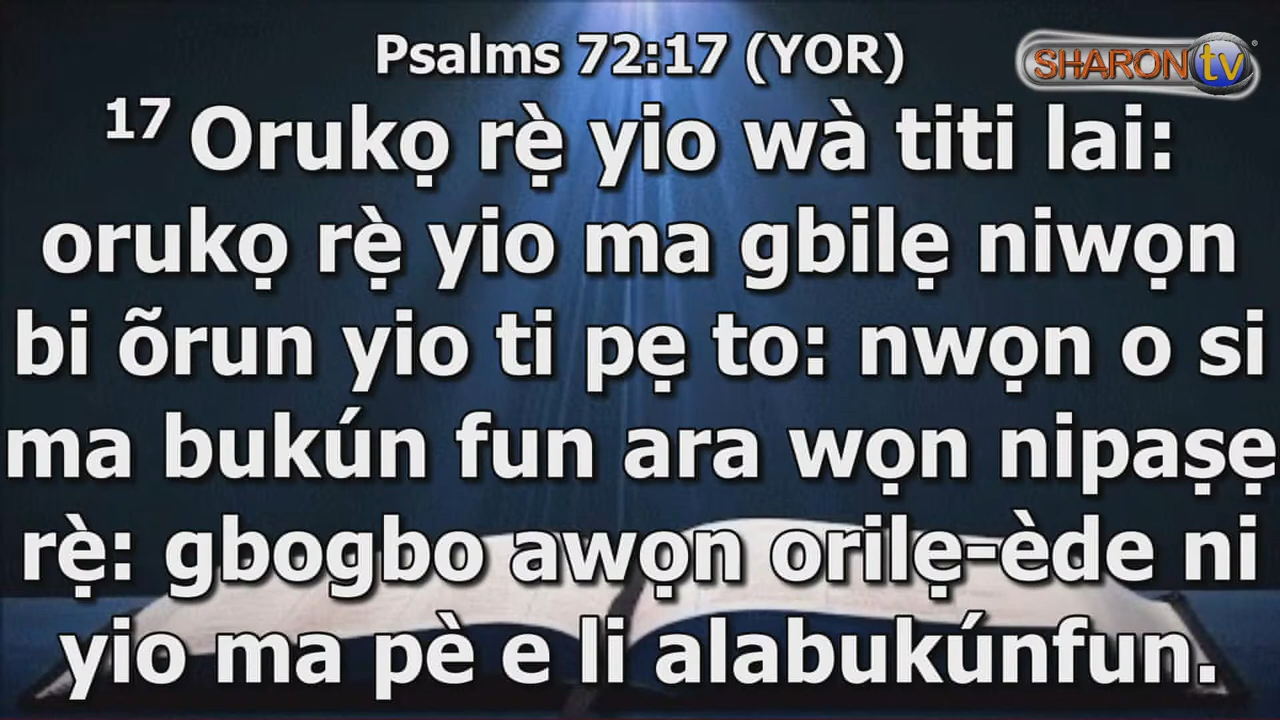 Psalms 72:17 (YOR)
SHARON tv
17 Orukọ rẹ̀ yio wà titi lai:
orukọ rẹ̀ yio ma gbilẹ niwọn
bi õrun yio ti pẹ to: nwọn o si
ma bukún fun ara wọn nipaṣẹ
rẹ̀: gbogbo awọn orilẹ-ède ni
yio ma pè e li alabukúnfun.